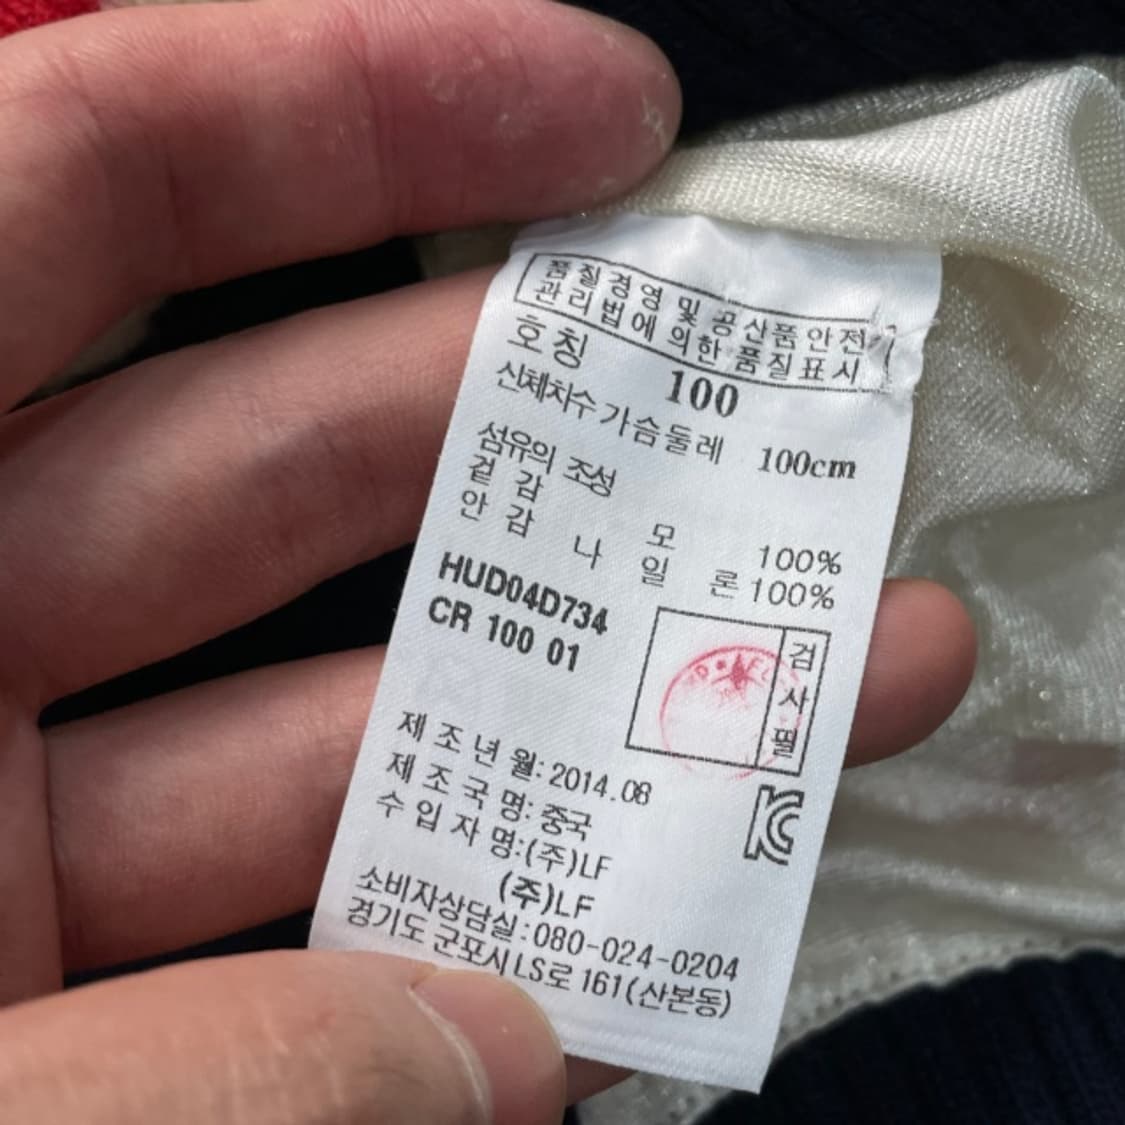 품질경영 및 공산품안전
관리법에 의한 품질표시
호칭 100
신체치수 가슴둘레 100cm
섬유의 조성
겉감 모 100%
안감 나일론 100%
HUD04D734
CR 100 01
검사필
제조년월: 2014.08
제조국명: 중국
수입자명:(주)LF
(주)LF
소비자상담실:080-024-0204
경기도 군포시 LS로 161(산본동)